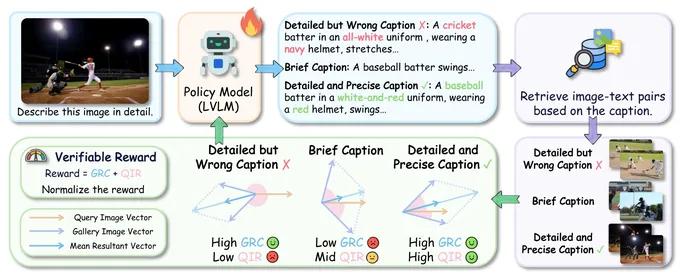 Describe this image in detail.
Policy Model
(LVLM)
Detailed but Wrong Caption ✗: A cricket
batter in an all-white uniform , wearing a
navy helmet, stretches...
Brief Caption: A baseball batter swings...
Detailed and Precise Caption ✓: A baseball
batter in a white-and-red uniform, wearing
a red helmet, swings...
Retrieve image-text pairs
based on the caption.
Verifiable Reward
Reward = GRC + QIR
Normalize the reward
Query Image Vector
Gallery Image Vector
Mean Resultant Vector
Detailed but
Wrong Caption ✗
High GRC
Low QIR
Brief Caption
Low GRC
Mid QIR
Detailed and
Precise Caption ✓
High GRC
High QIR
Detailed but
Wrong Caption ✗
Brief Caption
Detailed and
Precise Caption ✓